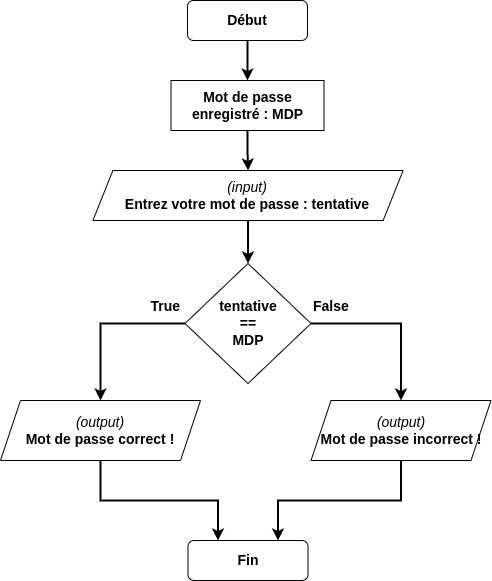 Début
Mot de passe
enregistré : MDP
(input)
Entrez votre mot de passe : tentative
True
False
tentative
==
MDP
(output)
Mot de passe correct !
(output)
Mot de passe incorrect !
Fin